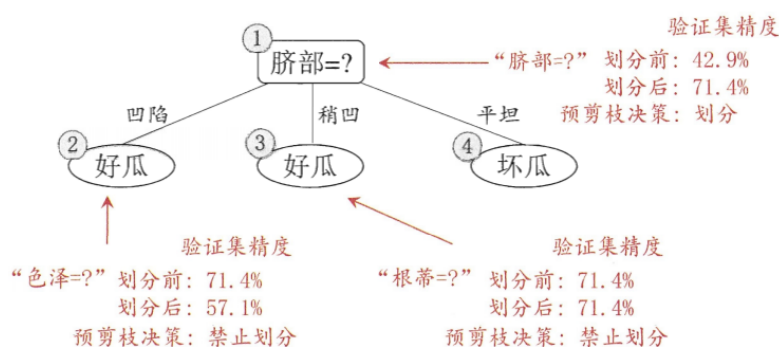 验证集精度
①
脐部=?
“脐部=?” 划分前: 42.9%
划分后: 71.4%
预剪枝决策: 划分
凹陷
稍凹
平坦
②
好瓜
③
好瓜
④
坏瓜
验证集精度
“色泽=?” 划分前: 71.4%
划分后: 57.1%
预剪枝决策: 禁止划分
验证集精度
“根蒂=?” 划分前: 71.4%
划分后: 71.4%
预剪枝决策: 禁止划分